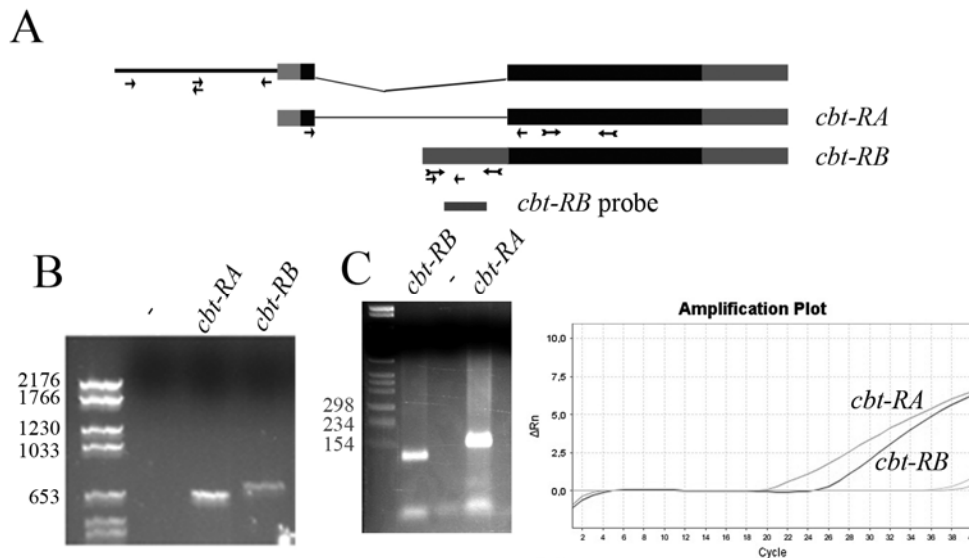 A
cbt-RA
cbt-RB
cbt-RB probe
B
-
cbt-RA
cbt-RB
2176
1766
1230
1033
653
C
cbt-RB
-
cbt-RA
298
234
154
Amplification Plot
10,0
7,5
5,0
2,5
0,0
ΔRn
cbt-RA
cbt-RB
2 4 6 8 10 12 14 16 18 20 22 24 26 28 30 32 34 36 38 4
Cycle